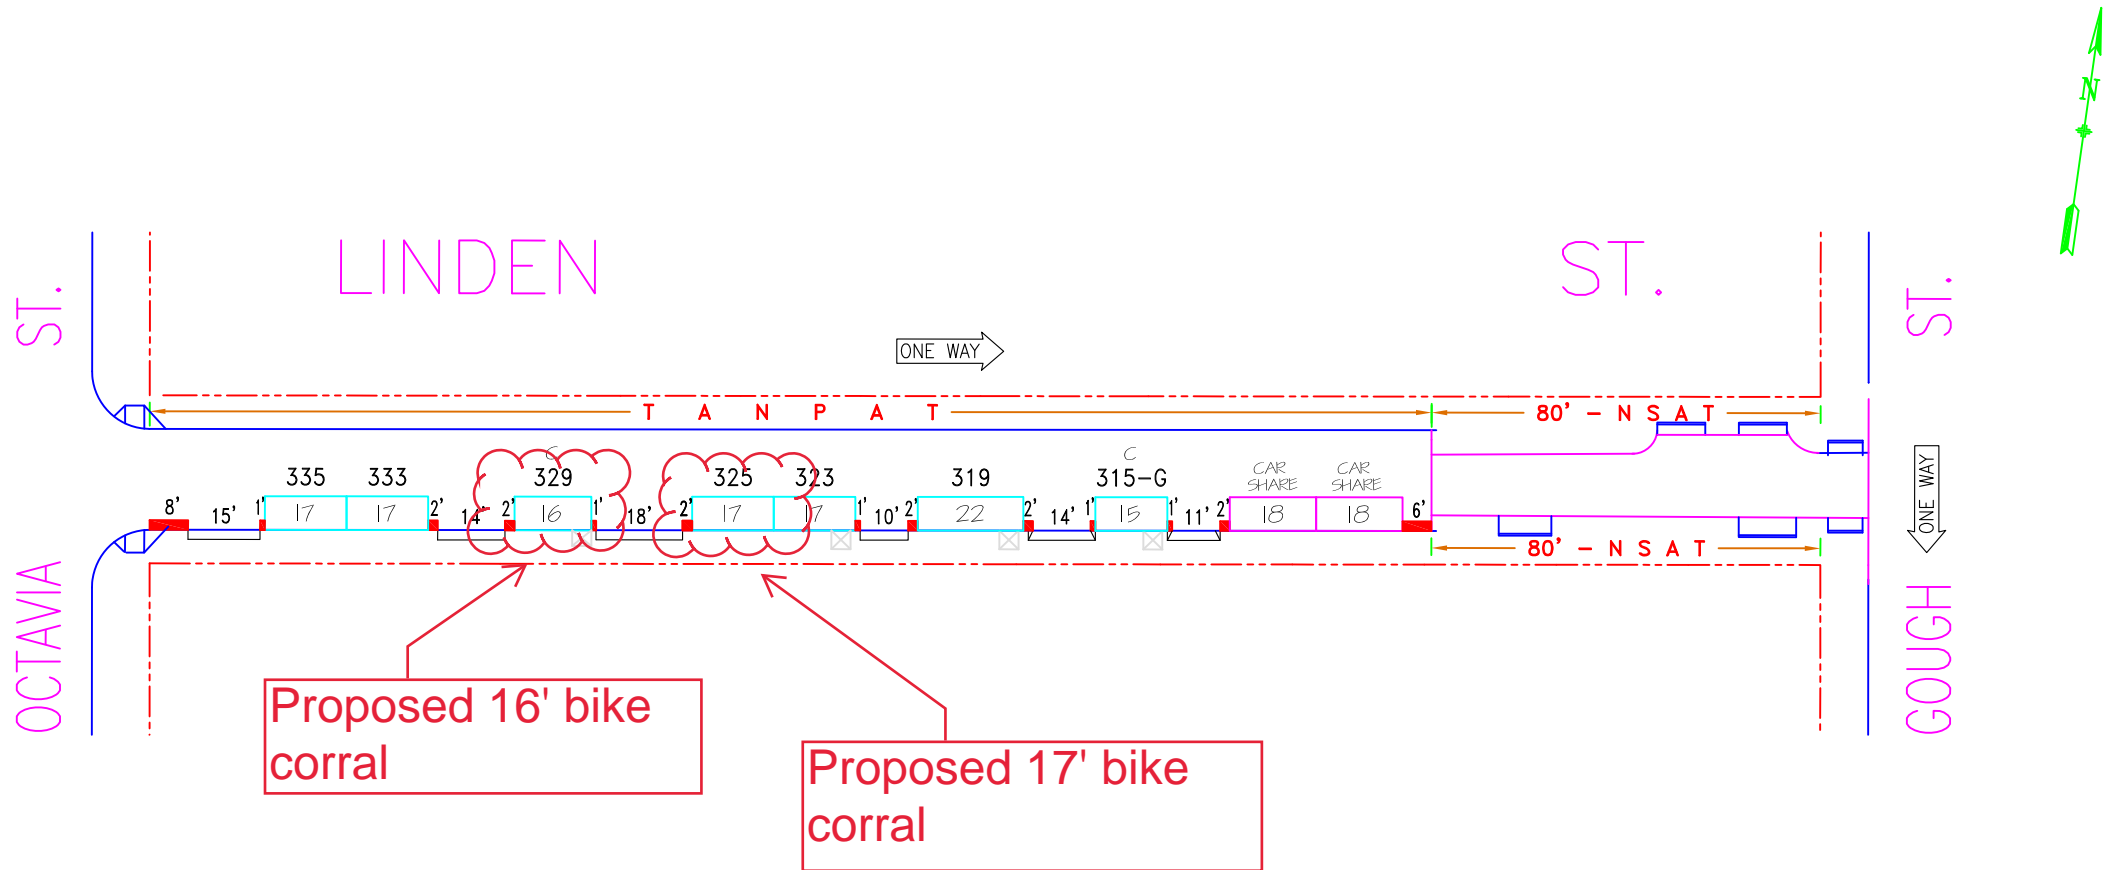 N
LINDEN ST.
ST.
ST.
ONE WAY
T A N P A T
80' - N S A T
C
C
335 333 329 325 323 319 315-G
CAR SHARE
CAR SHARE
ONE WAY
8' 15' 1' 17 17 2' 14' 2' 16 1' 18' 2' 17 17 1' 10' 2' 22 2' 14' 1' 15 1' 11' 2' 18 18 6'
80' - N S A T
OCTAVIA
GOUGH
Proposed 16' bike
corral
Proposed 17' bike
corral